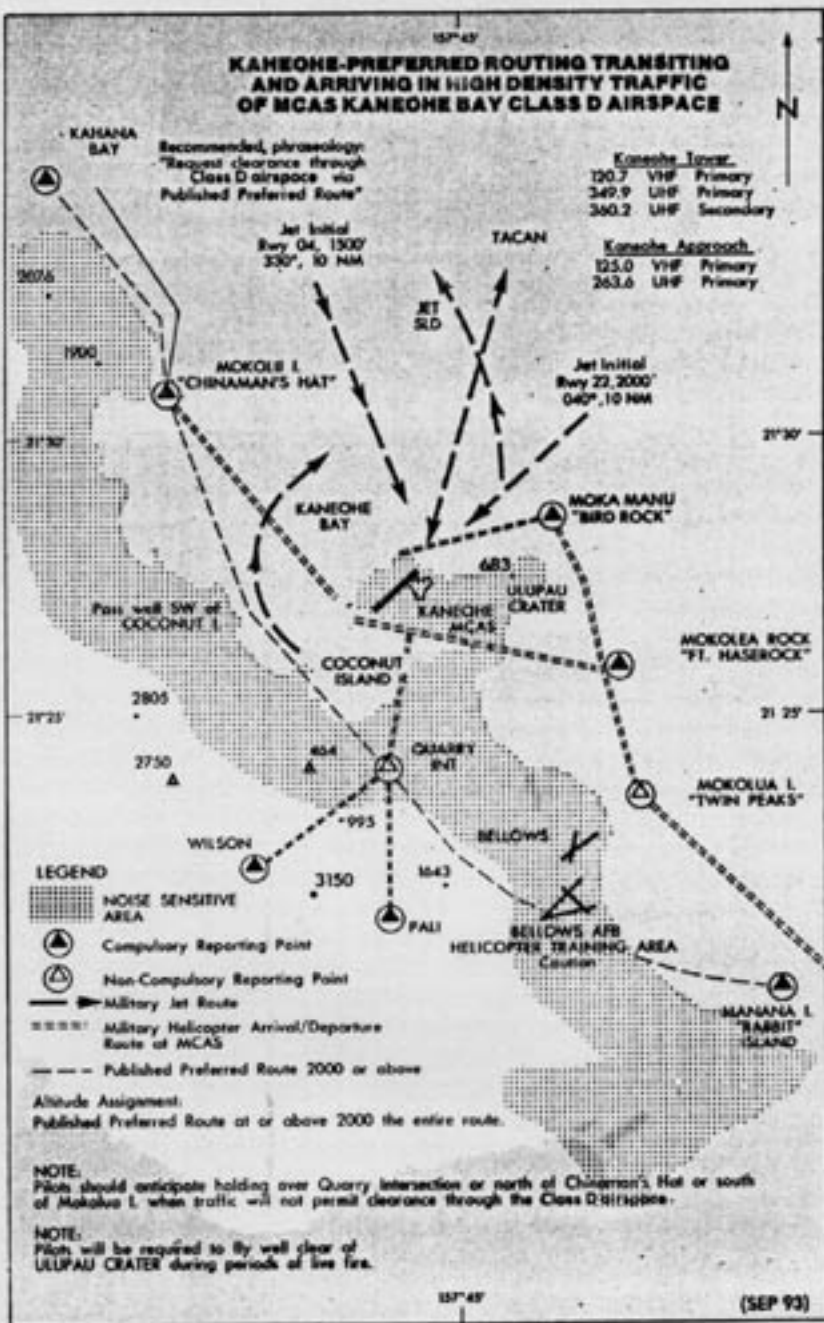 157°45'
KANEOHE-PREFERRED ROUTING TRANSITING
AND ARRIVING IN HIGH DENSITY TRAFFIC
OF MCAS KANEOHE BAY CLASS D AIRSPACE
N
KAHANA
BAY
Recommended, phraseology:
"Request clearance through
Class D airspace via
Published Preferred Route"
Kaneohe Tower
120.7 VHF Primary
349.9 UHF Primary
360.2 UHF Secondary
Kaneohe Approach
125.0 VHF Primary
263.6 UHF Primary
Jet Initial
Rwy 04, 1500'
330°, 10 NM
TACAN
JET
SLD
2076
1900
MOKOLII I.
"CHINAMAN'S HAT"
Jet Initial
Rwy 22, 2000'
040°, 10 NM
21°30'
21°30'
KANEOHE
BAY
MOKA MANU
"BIRD ROCK"
683
ULUPAU
CRATER
KANEOHE
MCAS
Pass well SW of
COCONUT I.
MOKOLEA ROCK
"FT. HASEROCK"
COCONUT
ISLAND
2805
21°25'
21 25'
2750
464
QUARRY
INT
MOKOLUA I.
"TWIN PEAKS"
995
WILSON
BELLOWS
3150
1643
PALI
BELLOWS AFB
HELICOPTER TRAINING AREA
Caution
MANANA I.
"RABBIT"
ISLAND
LEGEND
NOISE SENSITIVE
AREA
Compulsory Reporting Point
Non-Compulsory Reporting Point
Military Jet Route
Military Helicopter Arrival/Departure
Route at MCAS
Published Preferred Route 2000 or above
Altitude Assignment:
Published Preferred Route at or above 2000 the entire route.
NOTE:
Pilots should anticipate holding over Quarry Intersection or north of Chinaman's Hat or south
of Mokolua I. when traffic will not permit clearance through the Class D airspace.
NOTE:
Pilots will be required to fly well clear of
ULUPAU CRATER during periods of live fire.
157°45'
(SEP 93)